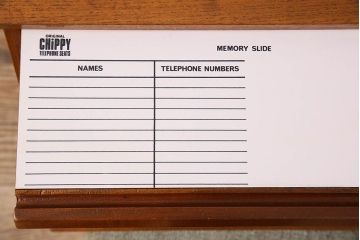 ORIGINAL
CHiPPY
TELEPHONE SEATS
MEMORY SLIDE
NAMES TELEPHONE NUMBERS